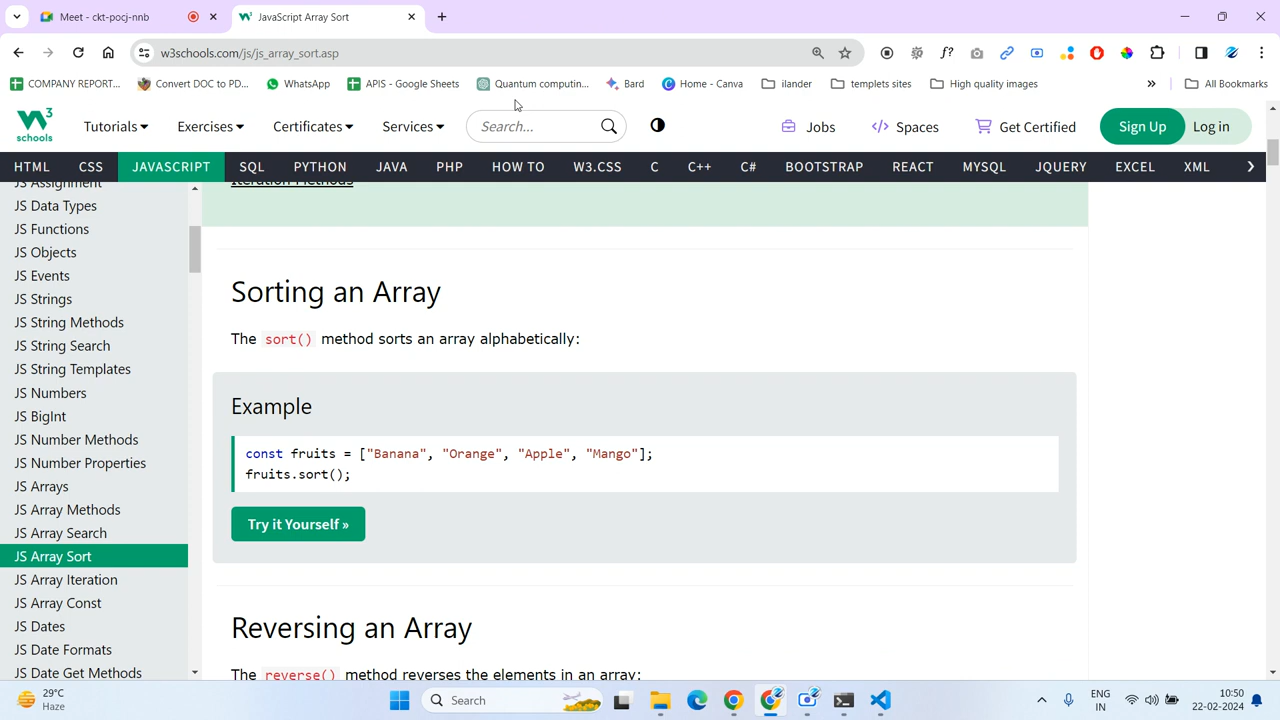 Meet - ckt-pocj-nnb
JavaScript Array Sort
w3schools.com/js/js_array_sort.asp
COMPANY REPORT...
Convert DOC to PD...
WhatsApp
APIS - Google Sheets
Quantum computin...
Bard
Home - Canva
ilander
templets sites
High quality images
»
All Bookmarks
W3
schools
Tutorials
Exercises
Certificates
Services
Search...
Jobs
Spaces
Get Certified
Sign Up
Log in
HTML
CSS
JAVASCRIPT
SQL
PYTHON
JAVA
PHP
HOW TO
W3.CSS
C
C++
C#
BOOTSTRAP
REACT
MYSQL
JQUERY
EXCEL
XML
JS Assignment
JS Data Types
JS Functions
JS Objects
JS Events
JS Strings
JS String Methods
JS String Search
JS String Templates
JS Numbers
JS BigInt
JS Number Methods
JS Number Properties
JS Arrays
JS Array Methods
JS Array Search
JS Array Sort
JS Array Iteration
JS Array Const
JS Dates
JS Date Formats
JS Date Get Methods
Iteration Methods
Sorting an Array
The sort() method sorts an array alphabetically:
Example
const fruits = ["Banana", "Orange", "Apple", "Mango"];
fruits.sort();
Try it Yourself »
Reversing an Array
The reverse() method reverses the elements in an array:
29°C
Haze
Search
ENG
IN
10:50
22-02-2024